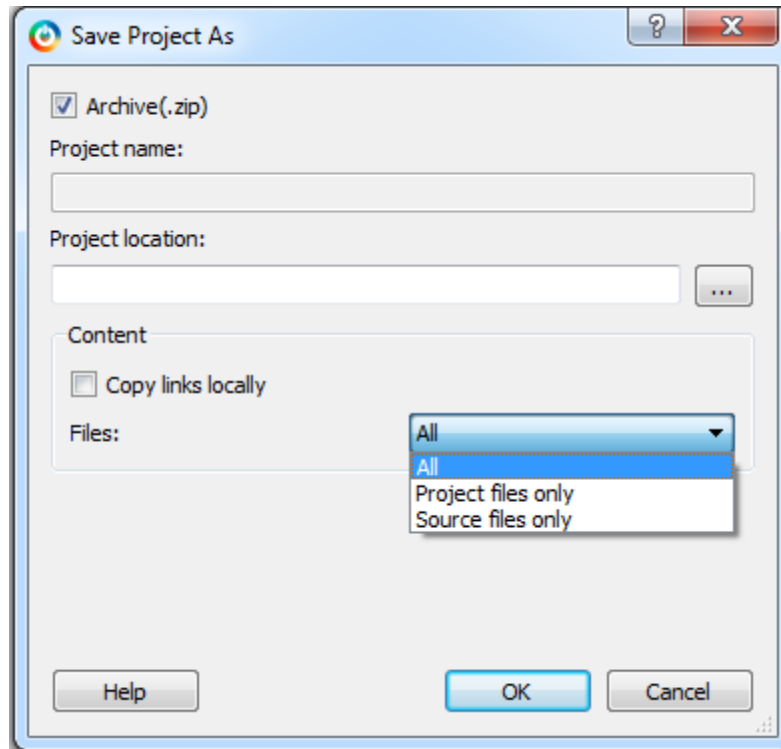 Save Project As
?
X
Archive(.zip)
Project name:
Project location:
...
Content
Copy links locally
Files:
All
All
Project files only
Source files only
Help
OK
Cancel